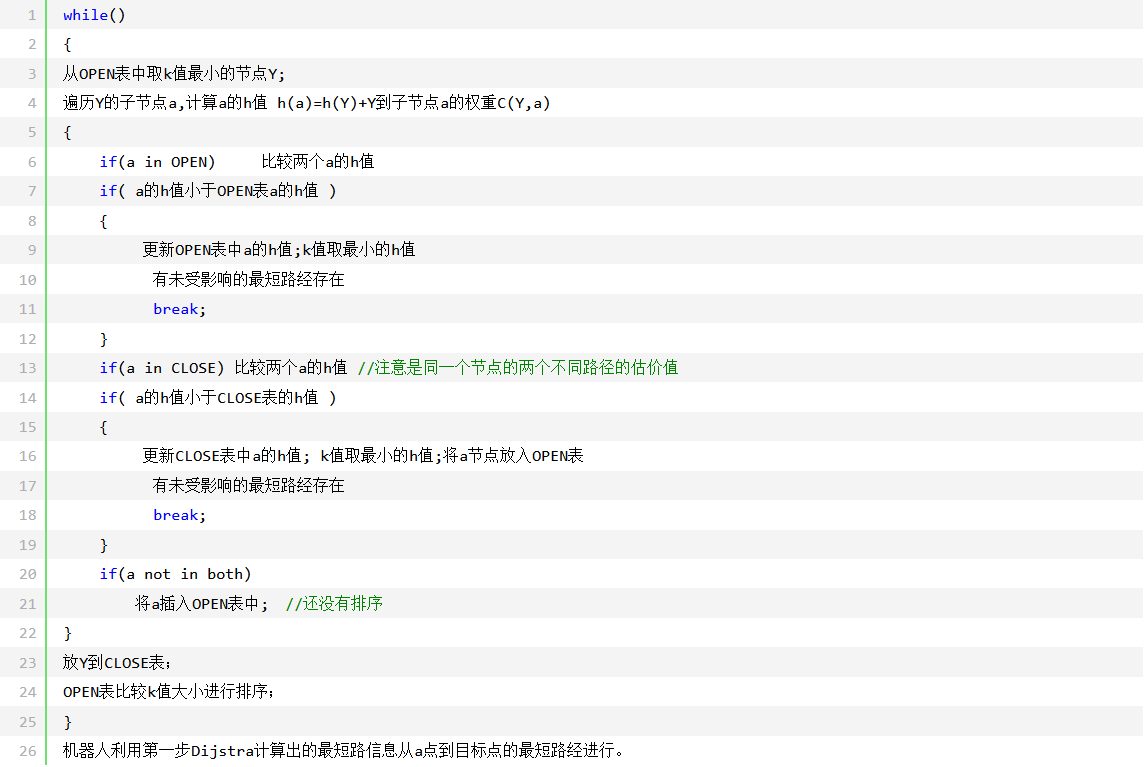 1 while()
2 {
3 从OPEN表中取k值最小的节点Y;
4 遍历Y的子节点a,计算a的h值 h(a)=h(Y)+Y到子节点a的权重C(Y,a)
5 {
6     if(a in OPEN)     比较两个a的h值
7     if( a的h值小于OPEN表a的h值 )
8     {
9          更新OPEN表中a的h值;k值取最小的h值
10          有未受影响的最短路经存在
11          break;
12     }
13     if(a in CLOSE) 比较两个a的h值 //注意是同一个节点的两个不同路径的估价值
14     if( a的h值小于CLOSE表的h值 )
15     {
16          更新CLOSE表中a的h值; k值取最小的h值;将a节点放入OPEN表
17          有未受影响的最短路经存在
18          break;
19     }
20     if(a not in both)
21         将a插入OPEN表中;  //还没有排序
22 }
23 放Y到CLOSE表;
24 OPEN表比较k值大小进行排序;
25 }
26 机器人利用第一步Dijstra计算出的最短路信息从a点到目标点的最短路经进行。